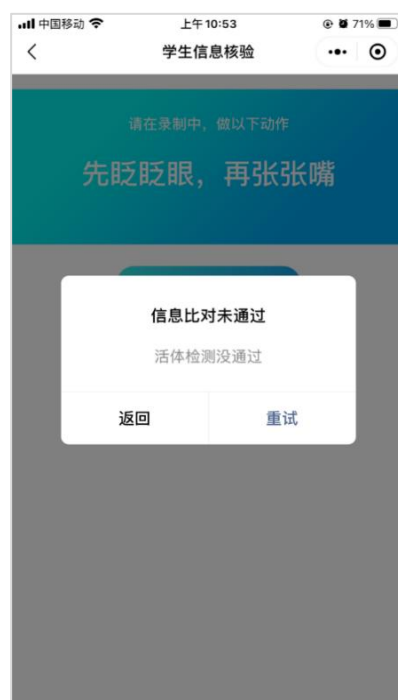 中国移动 上午10:53 71%
学生信息核验
请在录制中，做以下动作
先眨眨眼，再张张嘴
信息比对未通过
活体检测没通过
返回 重试